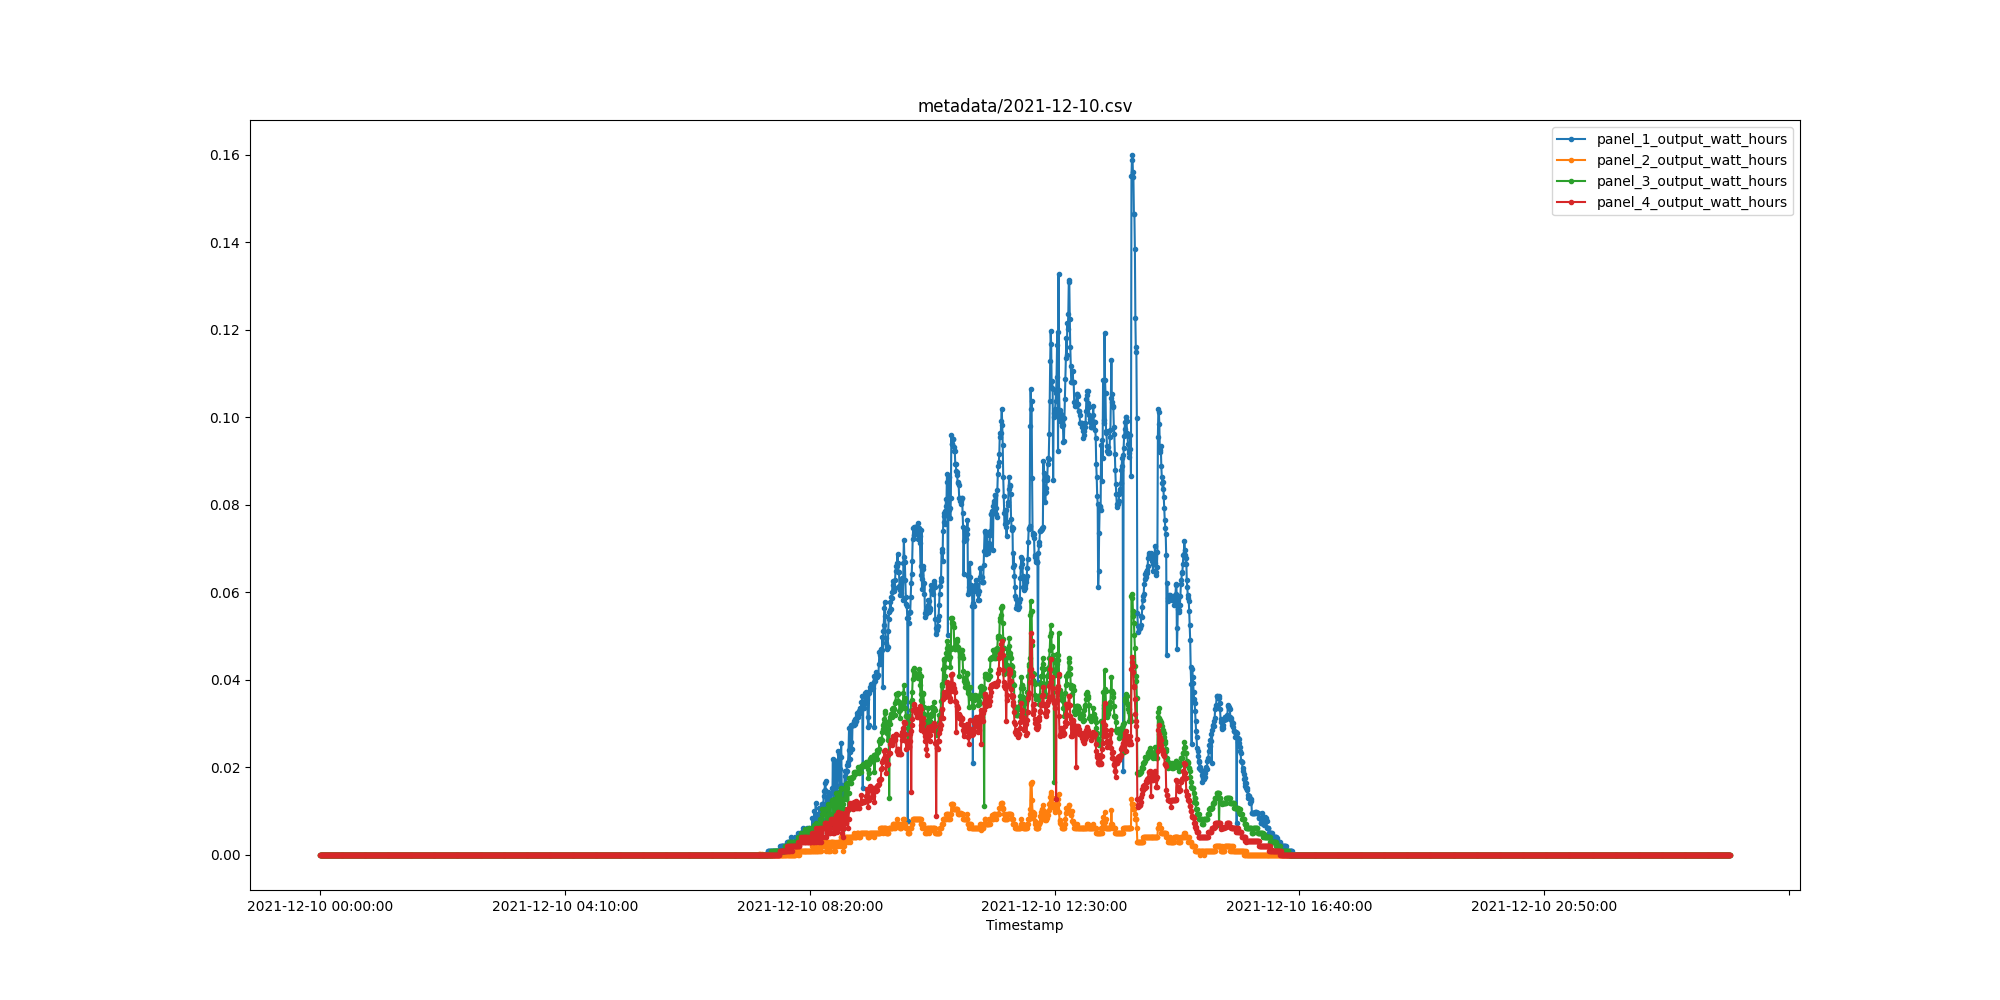 metadata/2021-12-10.csv
panel_1_output_watt_hours
panel_2_output_watt_hours
panel_3_output_watt_hours
panel_4_output_watt_hours
0.16
0.14
0.12
0.10
0.08
0.06
0.04
0.02
0.00
2021-12-10 00:00:00 2021-12-10 04:10:00 2021-12-10 08:20:00 2021-12-10 12:30:00 2021-12-10 16:40:00 2021-12-10 20:50:00
Timestamp